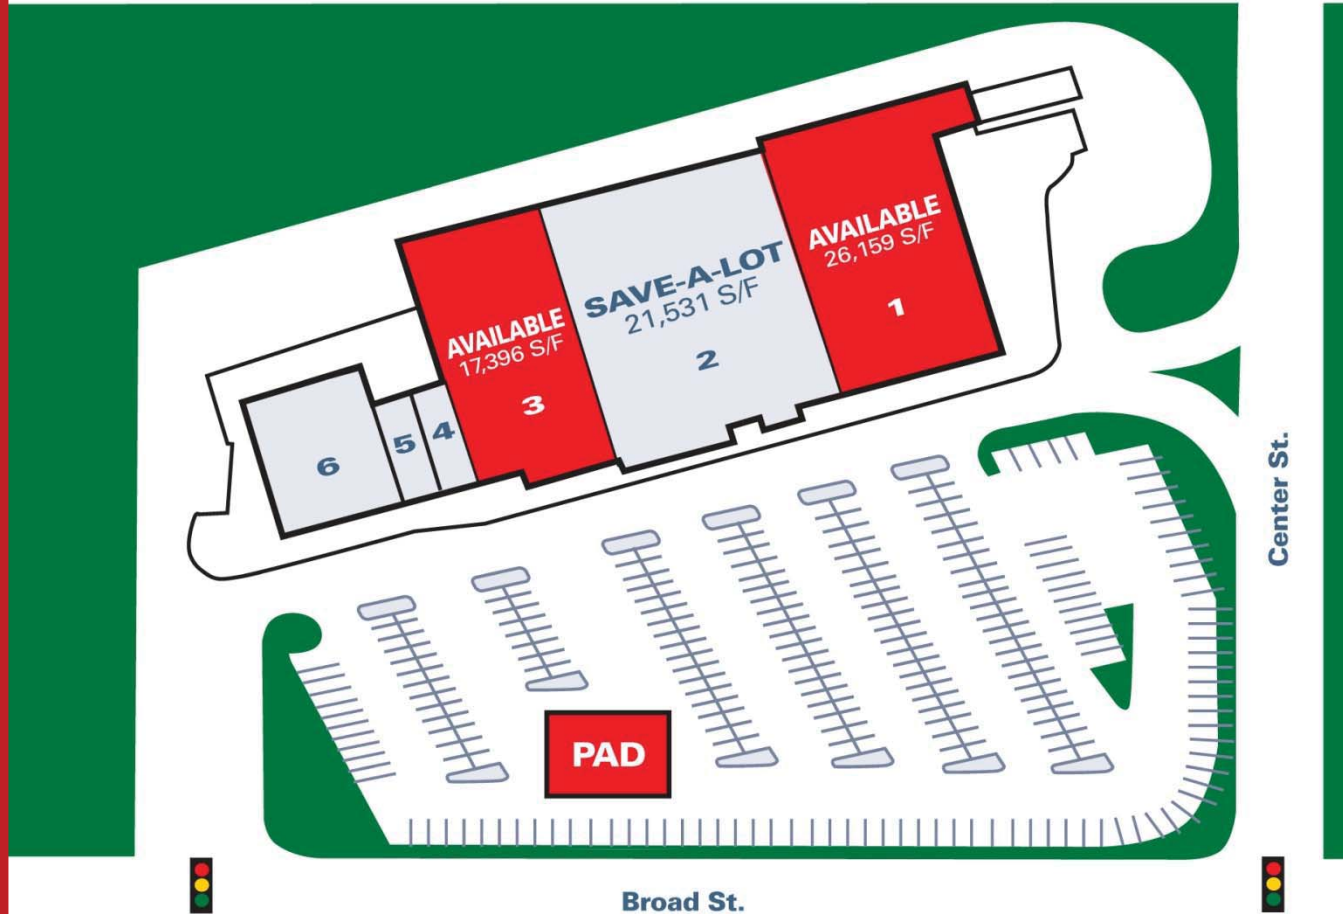 AVAILABLE
26,159 S/F
1
SAVE-A-LOT
21,531 S/F
2
AVAILABLE
17,396 S/F
3
4
5
6
Center St.
PAD
Broad St.